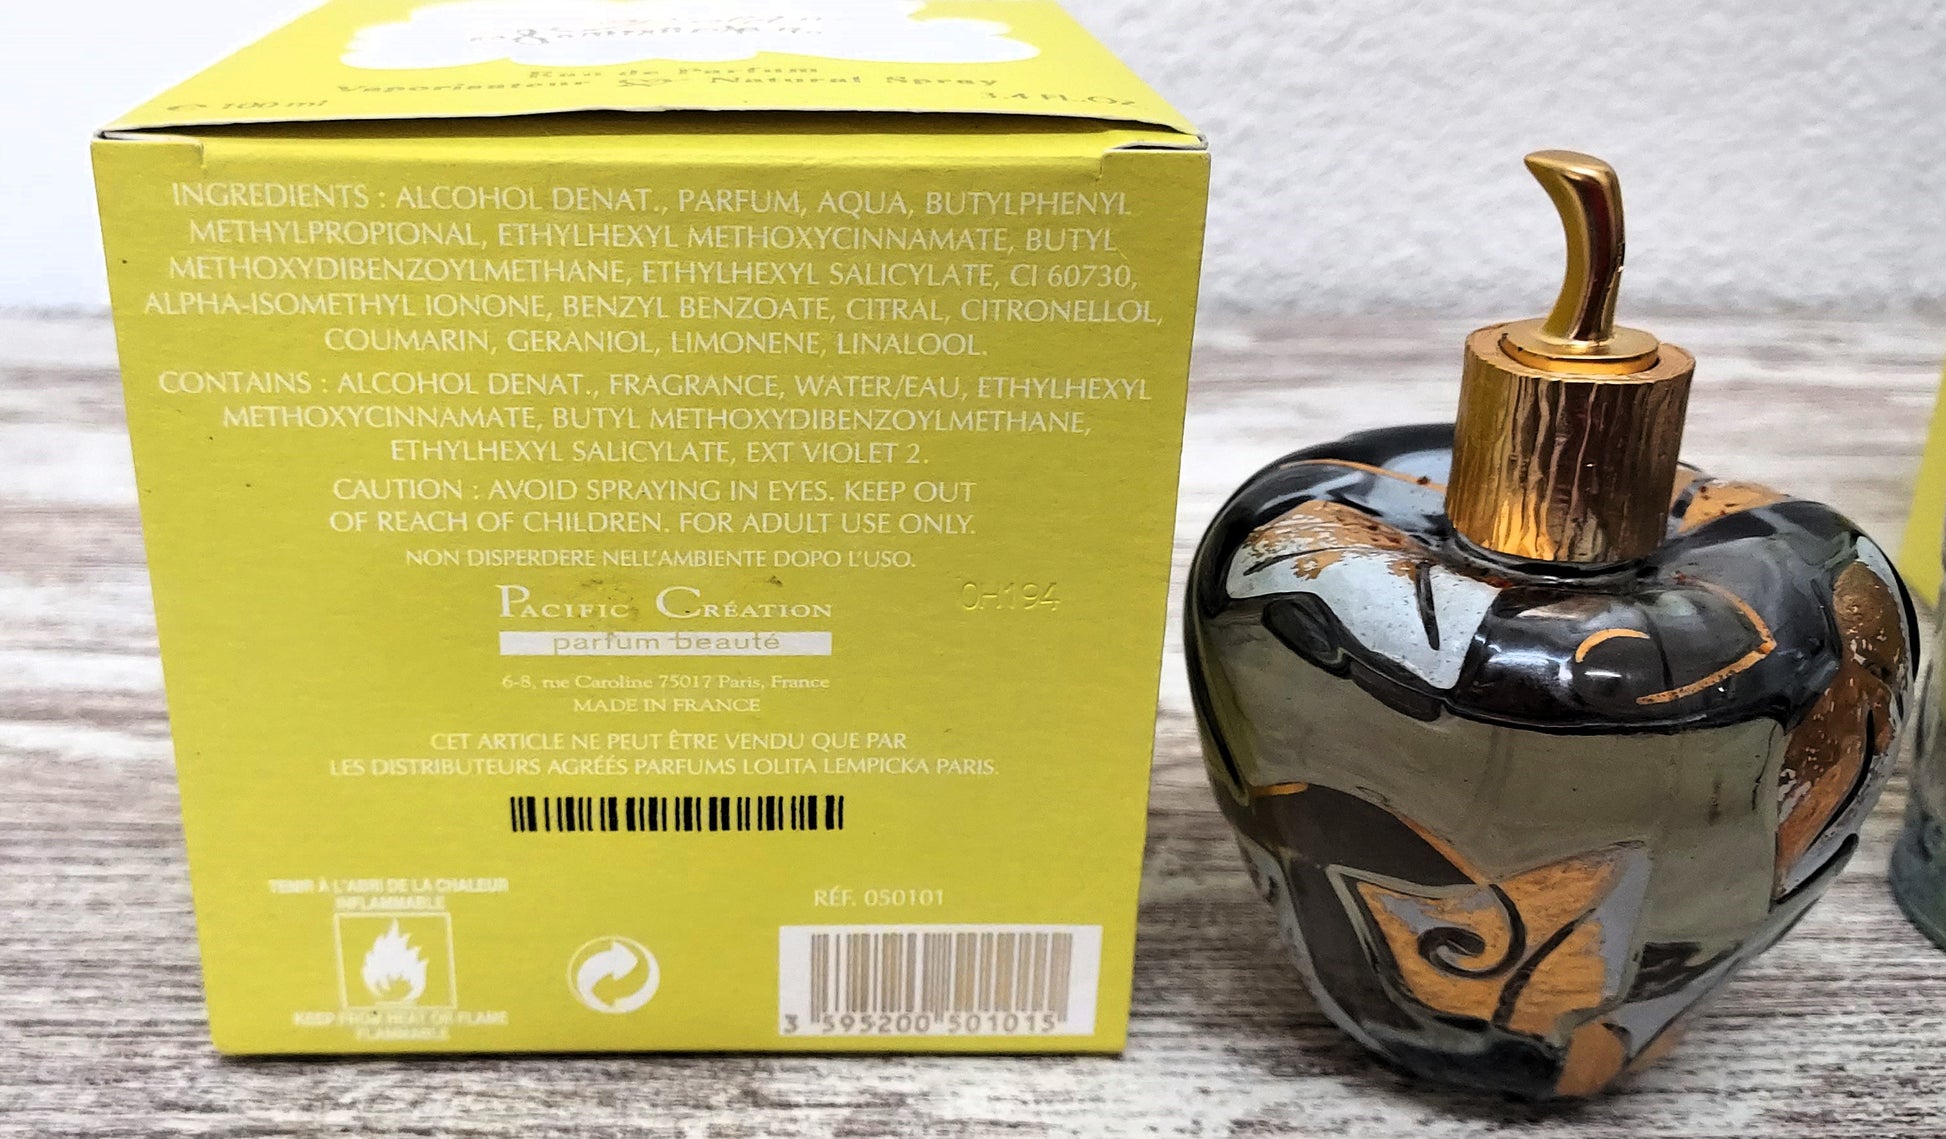 Eau de Parfum
Vaporisateur Natural Spray
e 100 ml 3.4 FL.Oz
INGREDIENTS : ALCOHOL DENAT., PARFUM, AQUA, BUTYLPHENYL
METHYLPROPIONAL, ETHYLHEXYL METHOXYCINNAMATE, BUTYL
METHOXYDIBENZOYLMETHANE, ETHYLHEXYL SALICYLATE, CI 60730,
ALPHA-ISOMETHYL IONONE, BENZYL BENZOATE, CITRAL, CITRONELLOL,
COUMARIN, GERANIOL, LIMONENE, LINALOOL.
CONTAINS : ALCOHOL DENAT., FRAGRANCE, WATER/EAU, ETHYLHEXYL
METHOXYCINNAMATE, BUTYL METHOXYDIBENZOYLMETHANE,
ETHYLHEXYL SALICYLATE, EXT VIOLET 2.
CAUTION : AVOID SPRAYING IN EYES. KEEP OUT
OF REACH OF CHILDREN. FOR ADULT USE ONLY.
NON DISPERDERE NELL'AMBIENTE DOPO L'USO.
PACIFIC CRÉATION
parfum beauté
0H194
6-8, rue Caroline 75017 Paris, France
MADE IN FRANCE
CET ARTICLE NE PEUT ÊTRE VENDU QUE PAR
LES DISTRIBUTEURS AGRÉÉS PARFUMS LOLITA LEMPICKA PARIS.
TENIR À L'ABRI DE LA CHALEUR
INFLAMMABLE
KEEP FROM HEAT OR FLAME
FLAMMABLE
RÉF. 050101
3 595200 501015